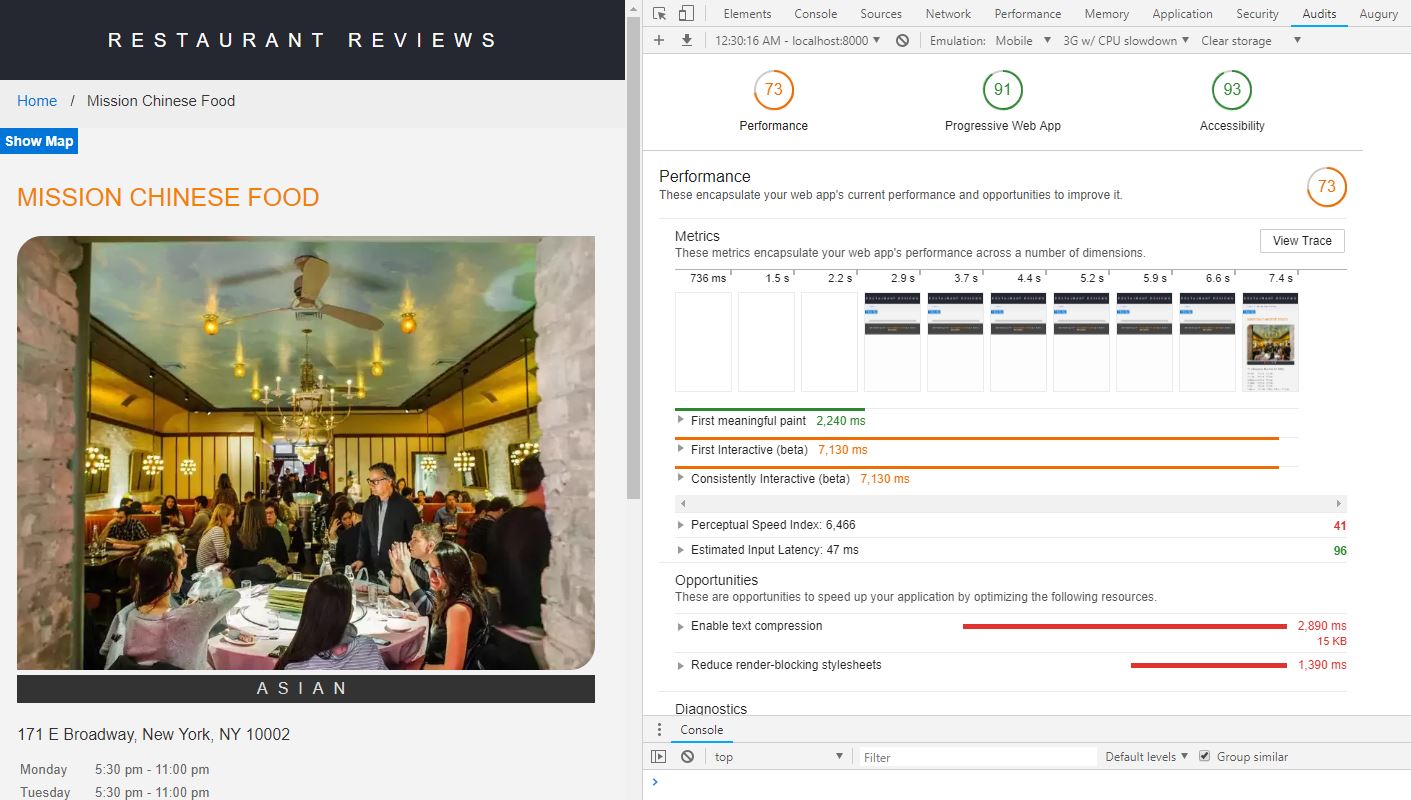 RESTAURANT REVIEWS
Home / Mission Chinese Food
Show Map
MISSION CHINESE FOOD
ASIAN
171 E Broadway, New York, NY 10002
Monday 5:30 pm - 11:00 pm
Tuesday 5:30 pm - 11:00 pm
Elements Console Sources Network Performance Memory Application Security Audits Augury
12:30:16 AM - localhost:8000 Emulation: Mobile 3G w/ CPU slowdown Clear storage
73 91 93
Performance Progressive Web App Accessibility
Performance
These encapsulate your web app's current performance and opportunities to improve it.
73
Metrics
These metrics encapsulate your web app's performance across a number of dimensions.
View Trace
736 ms 1.5 s 2.2 s 2.9 s 3.7 s 4.4 s 5.2 s 5.9 s 6.6 s 7.4 s
First meaningful paint 2,240 ms
First Interactive (beta) 7,130 ms
Consistently Interactive (beta) 7,130 ms
Perceptual Speed Index: 6,466 41
Estimated Input Latency: 47 ms 96
Opportunities
These are opportunities to speed up your application by optimizing the following resources.
Enable text compression 2,890 ms
15 KB
Reduce render-blocking stylesheets 1,390 ms
Diagnostics
Console
top Filter Default levels Group similar